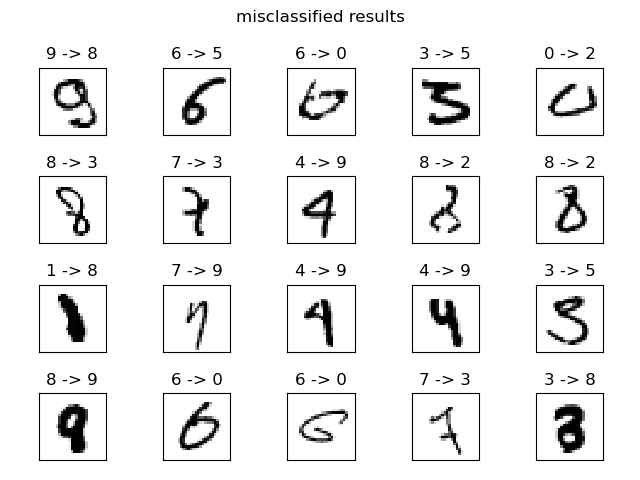 misclassified results
9 -> 8 6 -> 5 6 -> 0 3 -> 5 0 -> 2
8 -> 3 7 -> 3 4 -> 9 8 -> 2 8 -> 2
1 -> 8 7 -> 9 4 -> 9 4 -> 9 3 -> 5
8 -> 9 6 -> 0 6 -> 0 7 -> 3 3 -> 8